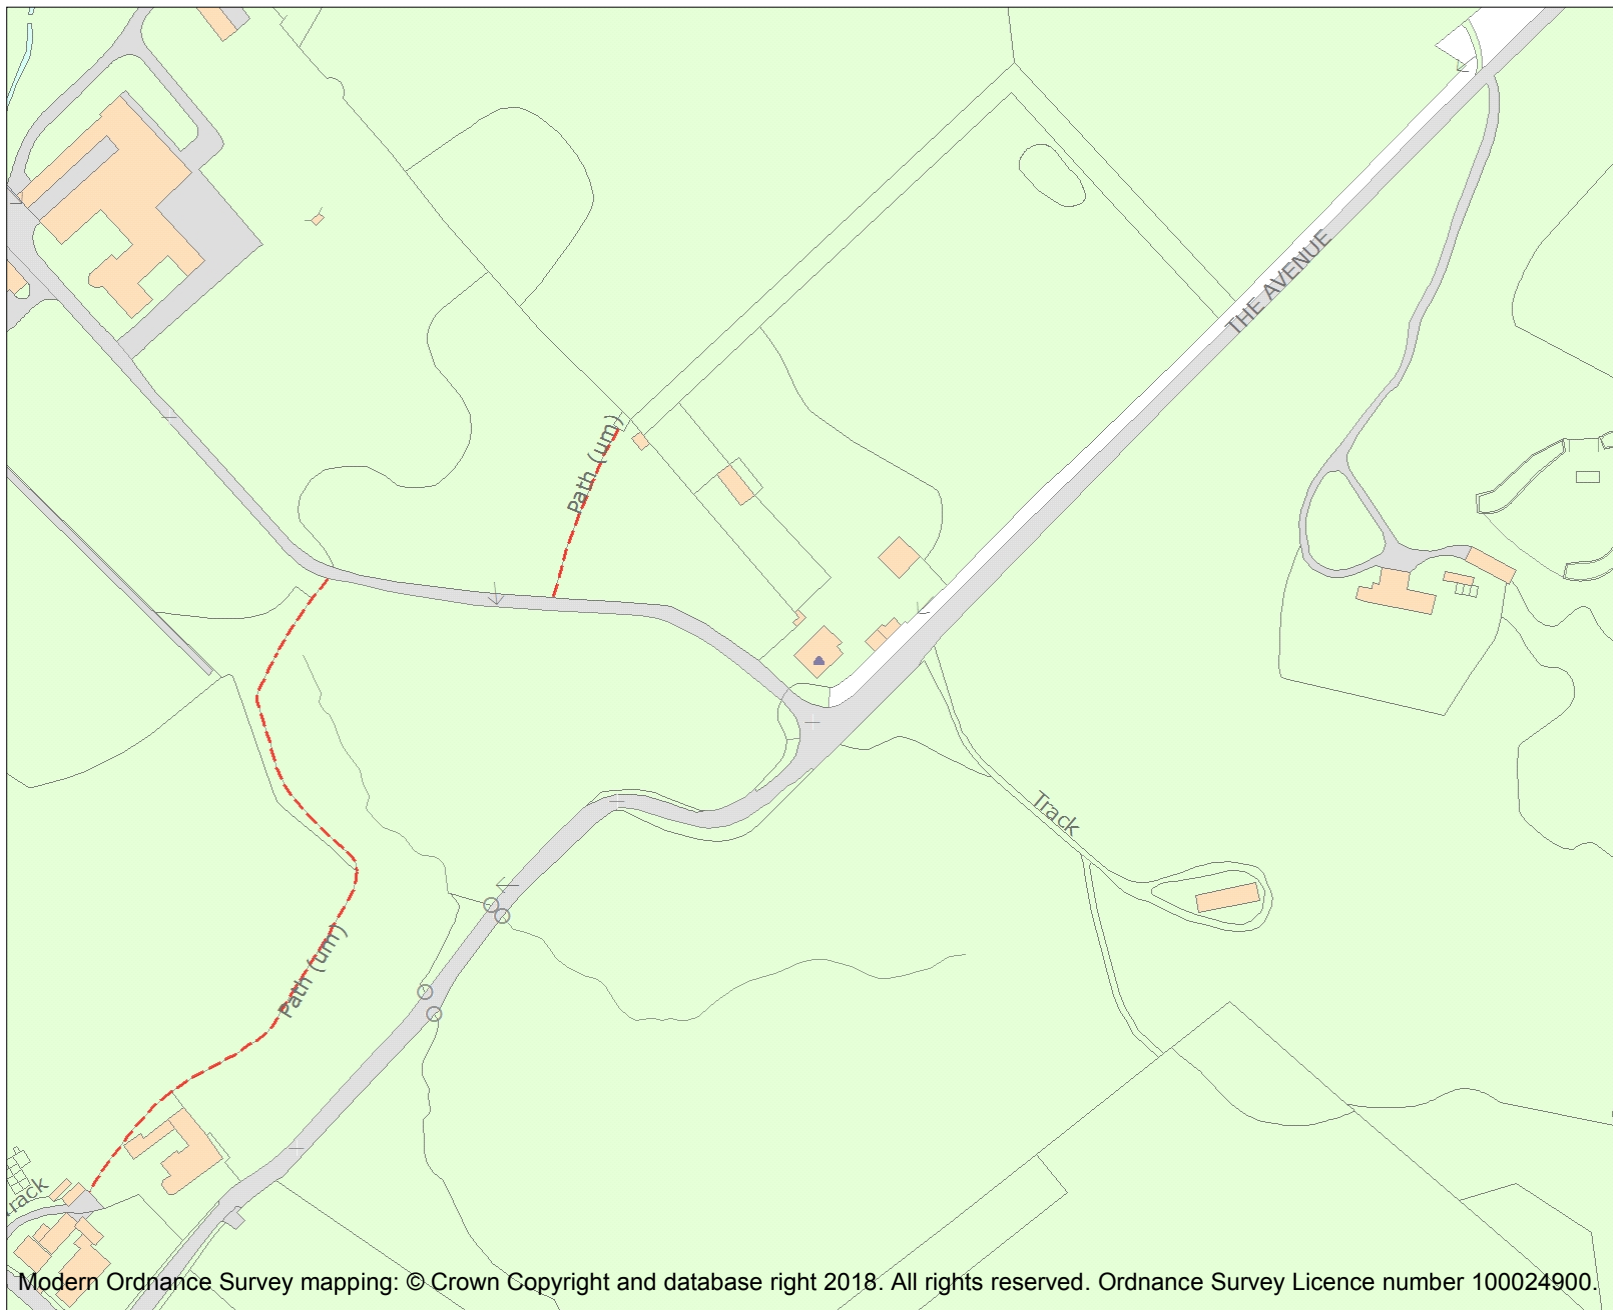 THE AVENUE
Path (um)
Track
Path (um)
Track
Modern Ordnance Survey mapping: © Crown Copyright and database right 2018. All rights reserved. Ordnance Survey Licence number 100024900.